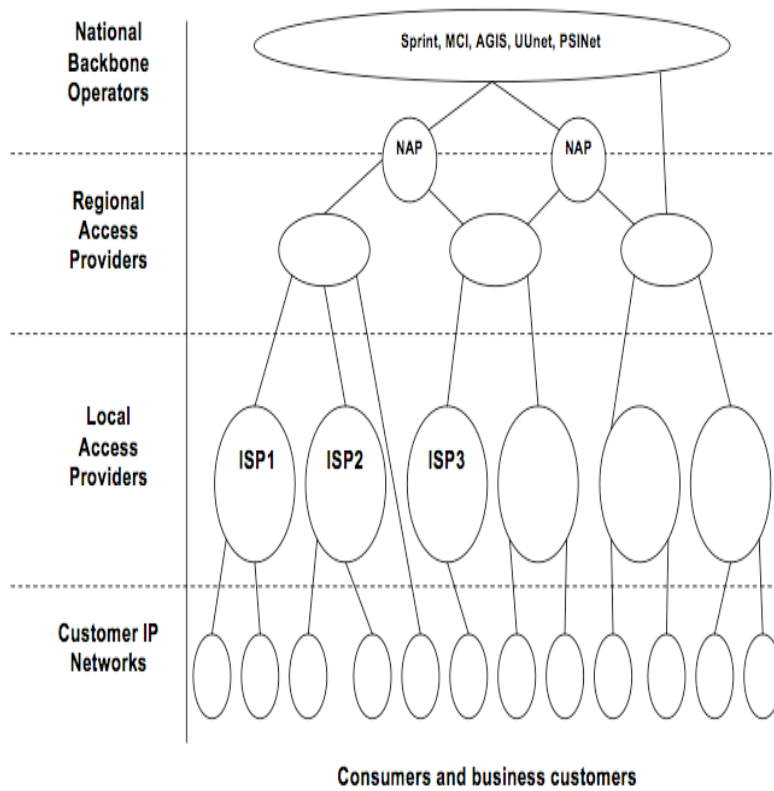 National
Backbone
Operators
Sprint, MCI, AGIS, UUnet, PSINet
NAP
NAP
Regional
Access
Providers
Local
Access
Providers
ISP1
ISP2
ISP3
Customer IP
Networks
Consumers and business customers